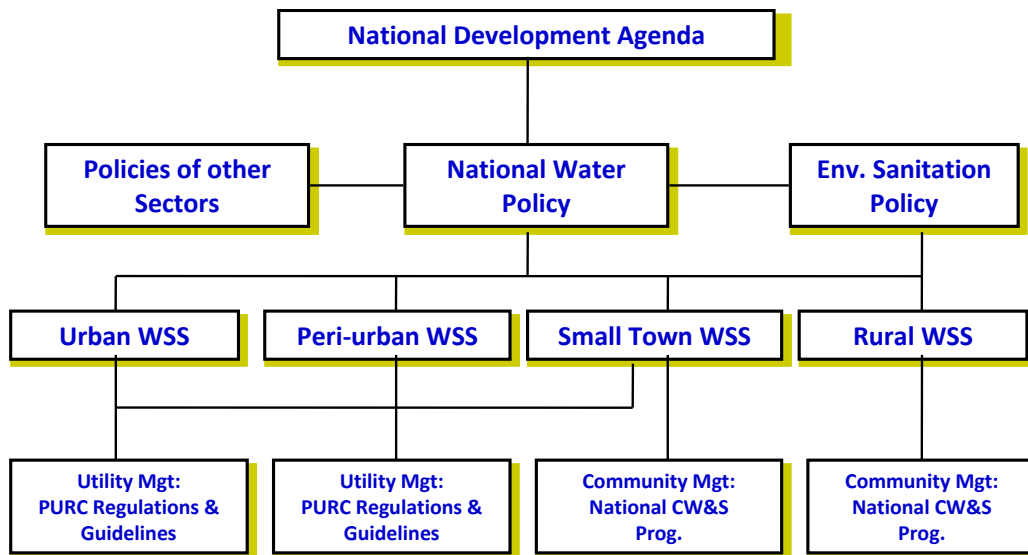 National Development Agenda
Policies of other
Sectors
National Water
Policy
Env. Sanitation
Policy
Urban WSS
Peri-urban WSS
Small Town WSS
Rural WSS
Utility Mgt:
PURC Regulations &
Guidelines
Utility Mgt:
PURC Regulations &
Guidelines
Community Mgt:
National CW&S
Prog.
Community Mgt:
National CW&S
Prog.